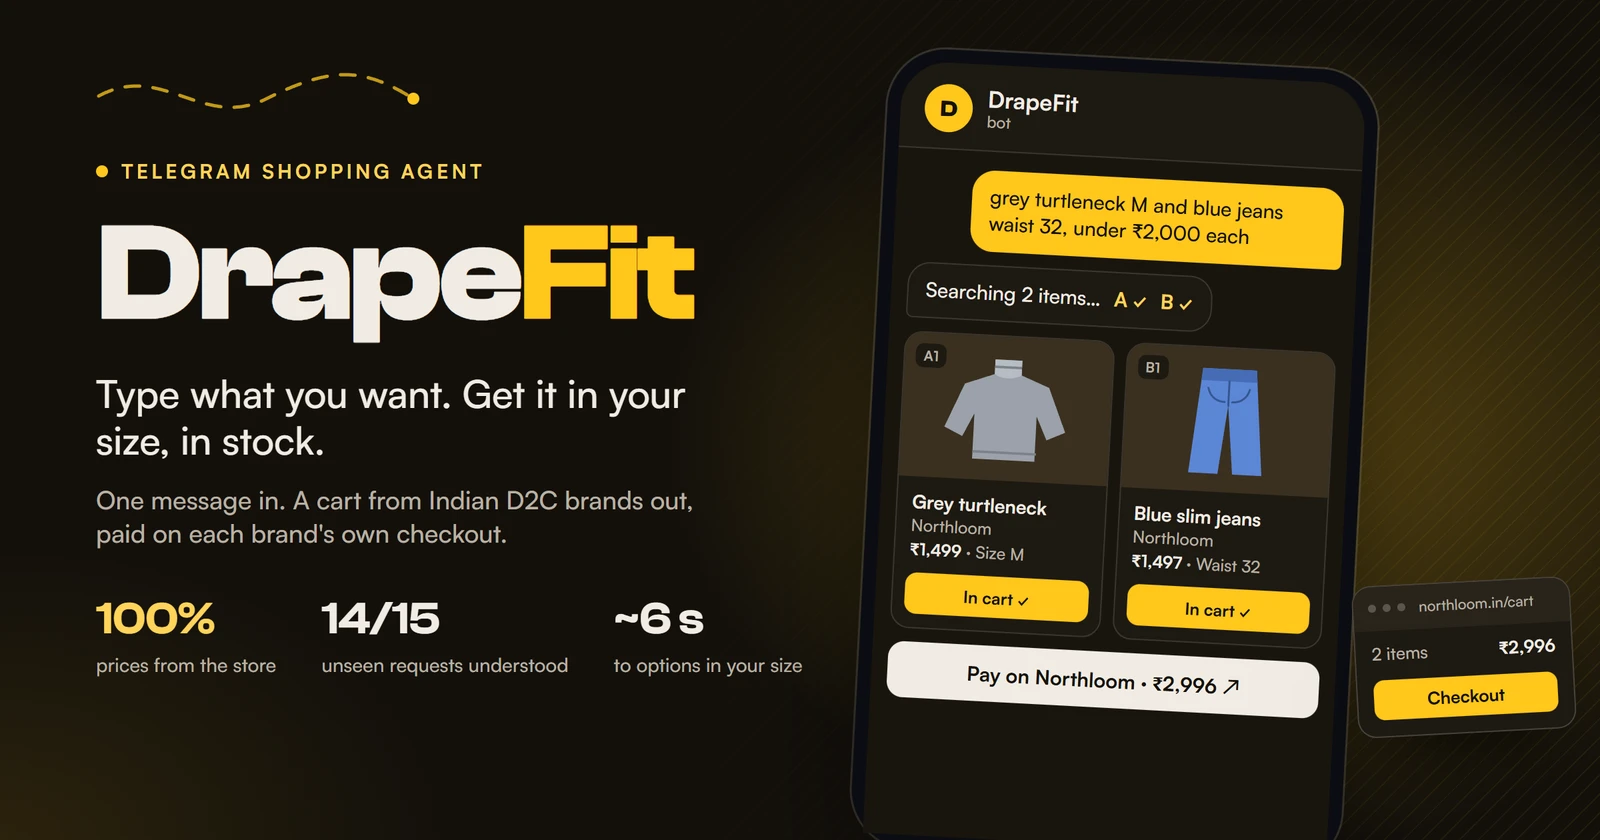 TELEGRAM SHOPPING AGENT
DrapeFit
Type what you want. Get it in your
size, in stock.
One message in. A cart from Indian D2C brands out,
paid on each brand's own checkout.
100%
prices from the store
14/15
unseen requests understood
~6 s
to options in your size
D
DrapeFit
bot
grey turtleneck M and blue jeans
waist 32, under ₹2,000 each
Searching 2 items... A ✓ B ✓
A1
Grey turtleneck
Northloom
₹1,499 · Size M
In cart ✓
B1
Blue slim jeans
Northloom
₹1,497 · Waist 32
In cart ✓
Pay on Northloom · ₹2,996 ↗
northloom.in/cart
2 items ₹2,996
Checkout